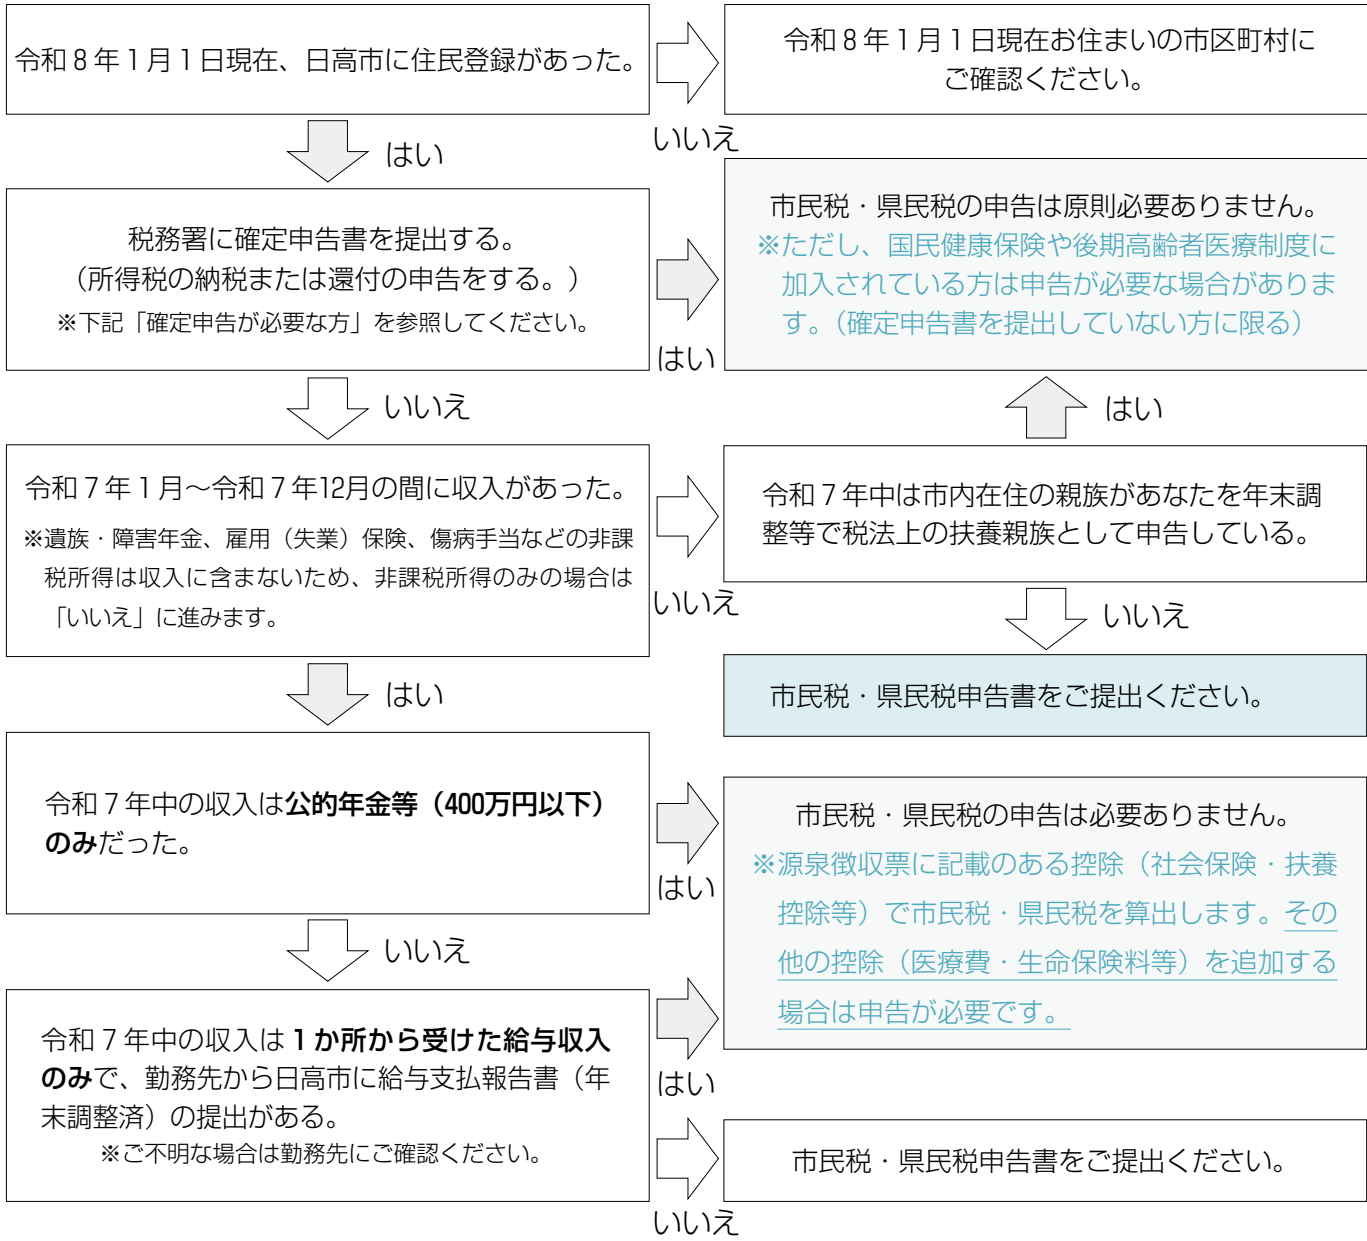 令和８年１月１日現在、日高市に住民登録があった。
いいえ
令和８年１月１日現在お住まいの市区町村に
ご確認ください。
はい
税務署に確定申告書を提出する。
（所得税の納税または還付の申告をする。）
※下記「確定申告が必要な方」を参照してください。
はい
市民税・県民税の申告は原則必要ありません。
※ただし、国民健康保険や後期高齢者医療制度に
加入されている方は申告が必要な場合がありま
す。（確定申告書を提出していない方に限る）
いいえ
はい
令和７年１月～令和７年12月の間に収入があった。
※遺族・障害年金、雇用（失業）保険、傷病手当などの非課
税所得は収入に含まないため、非課税所得のみの場合は
「いいえ」に進みます。
いいえ
令和７年中は市内在住の親族があなたを年末調
整等で税法上の扶養親族として申告している。
いいえ
市民税・県民税申告書をご提出ください。
はい
令和７年中の収入は公的年金等（400万円以下）
のみだった。
はい
市民税・県民税の申告は必要ありません。
※源泉徴収票に記載のある控除（社会保険・扶養
控除等）で市民税・県民税を算出します。その
他の控除（医療費・生命保険料等）を追加する
場合は申告が必要です。
いいえ
令和７年中の収入は１か所から受けた給与収入
のみで、勤務先から日高市に給与支払報告書（年
末調整済）の提出がある。
※ご不明な場合は勤務先にご確認ください。
はい
いいえ
市民税・県民税申告書をご提出ください。